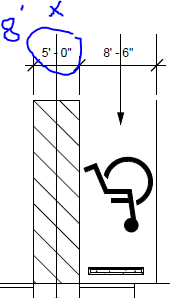 8' x
5' - 0" 8' - 6"